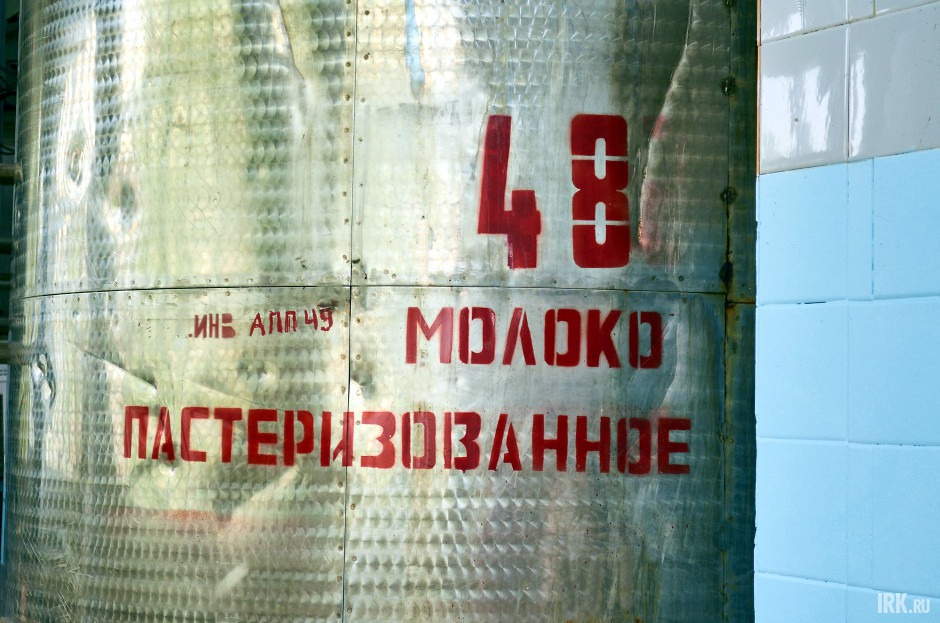 48
.ИНВ АПП 49
МОЛОКО
ПАСТЕРИЗОВАННОЕ
IRK.RU